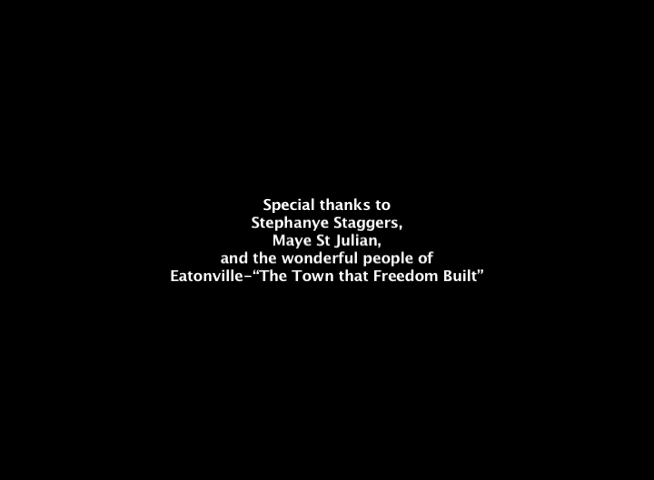 Special thanks to
Stephanye Staggers,
Maye St Julian,
and the wonderful people of
Eatonville-“The Town that Freedom Built”